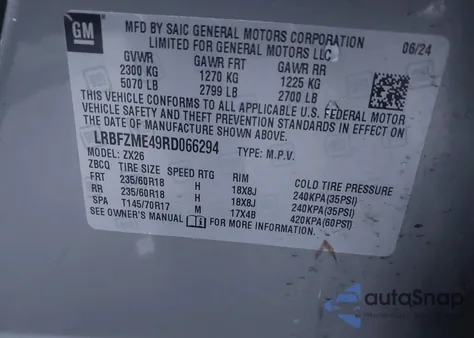 GM
MFD BY SAIC GENERAL MOTORS CORPORATION
LIMITED FOR GENERAL MOTORS LLC 06/24
GVWR GAWR FRT GAWR RR
2300 KG 1270 KG 1225 KG
5070 LB 2799 LB 2700 LB
THIS VEHICLE CONFORMS TO ALL APPLICABLE U.S. FEDERAL MOTOR
VEHICLE SAFETY AND THEFT PREVENTION STANDARDS IN EFFECT ON
THE DATE OF MANUFACTURE SHOWN ABOVE.
LRBFZME49RD066294 TYPE: M.P.V.
MODEL: ZX26
ZBCQ TIRE SIZE SPEED RTG RIM COLD TIRE PRESSURE
FRT 235/60R18 H 18X8J 240KPA(35PSI)
RR 235/60R18 H 18X8J 240KPA(35PSI)
SPA T145/70R17 M 17X4B 420KPA(60PSI)
SEE OWNER'S MANUAL FOR MORE INFORMATION.
autoSnap